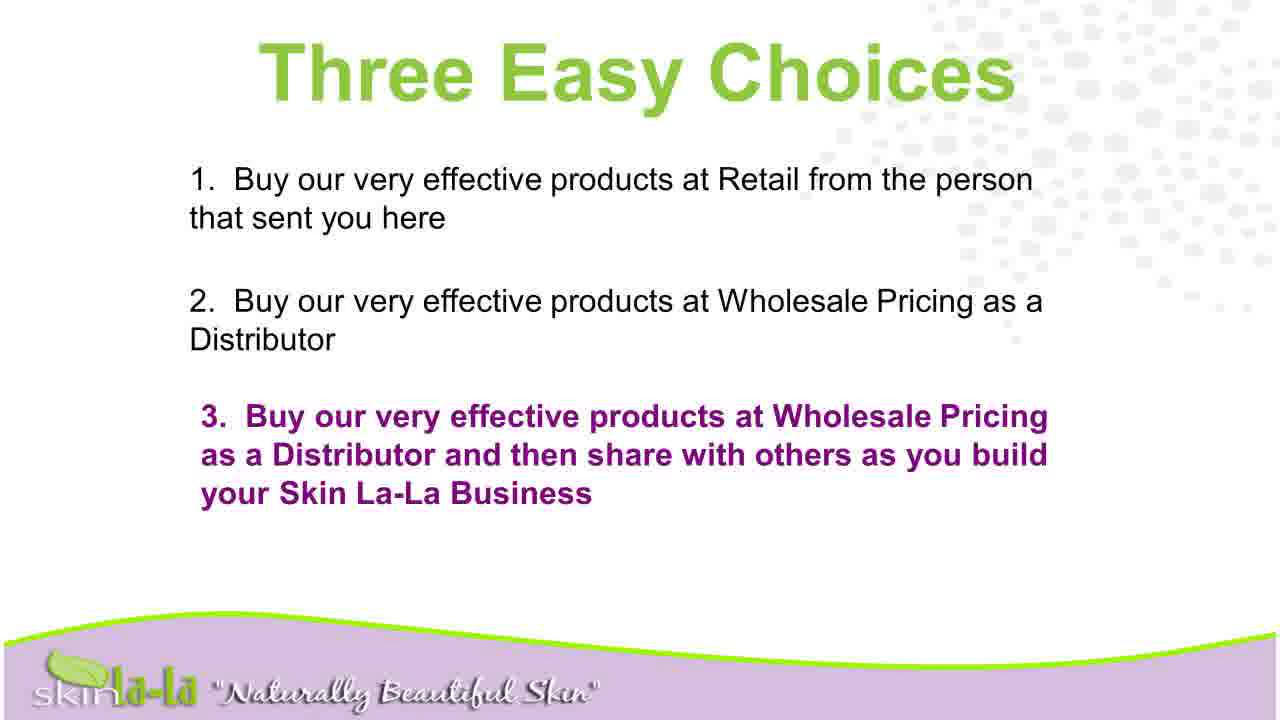 Three Easy Choices
1. Buy our very effective products at Retail from the person
that sent you here
2. Buy our very effective products at Wholesale Pricing as a
Distributor
3. Buy our very effective products at Wholesale Pricing
as a Distributor and then share with others as you build
your Skin La-La Business
skin la-la "Naturally Beautiful Skin"